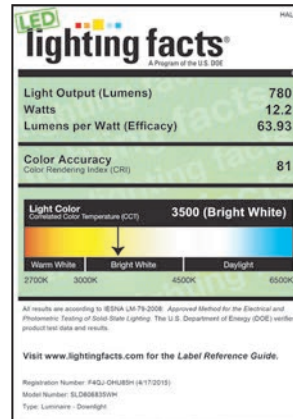 HAL
LED
lighting facts®
A Program of the U.S. DOE
Light Output (Lumens) 780
Watts 12.2
Lumens per Watt (Efficacy) 63.93
Color Accuracy 81
Color Rendering Index (CRI)
Light Color
Correlated Color Temperature (CCT) 3500 (Bright White)
Warm White Bright White Daylight
2700K 3000K 4500K 6500K
All results are according to IESNA LM-79-2008: Approved Method for the Electrical and
Photometric Testing of Solid-State Lighting. The U.S. Department of Energy (DOE) verifies
product test data and results.
Visit www.lightingfacts.com for the Label Reference Guide.
Registration Number: (4/17/2015)
Model Number: SLD606835WH
Type: Luminaire - Downlight